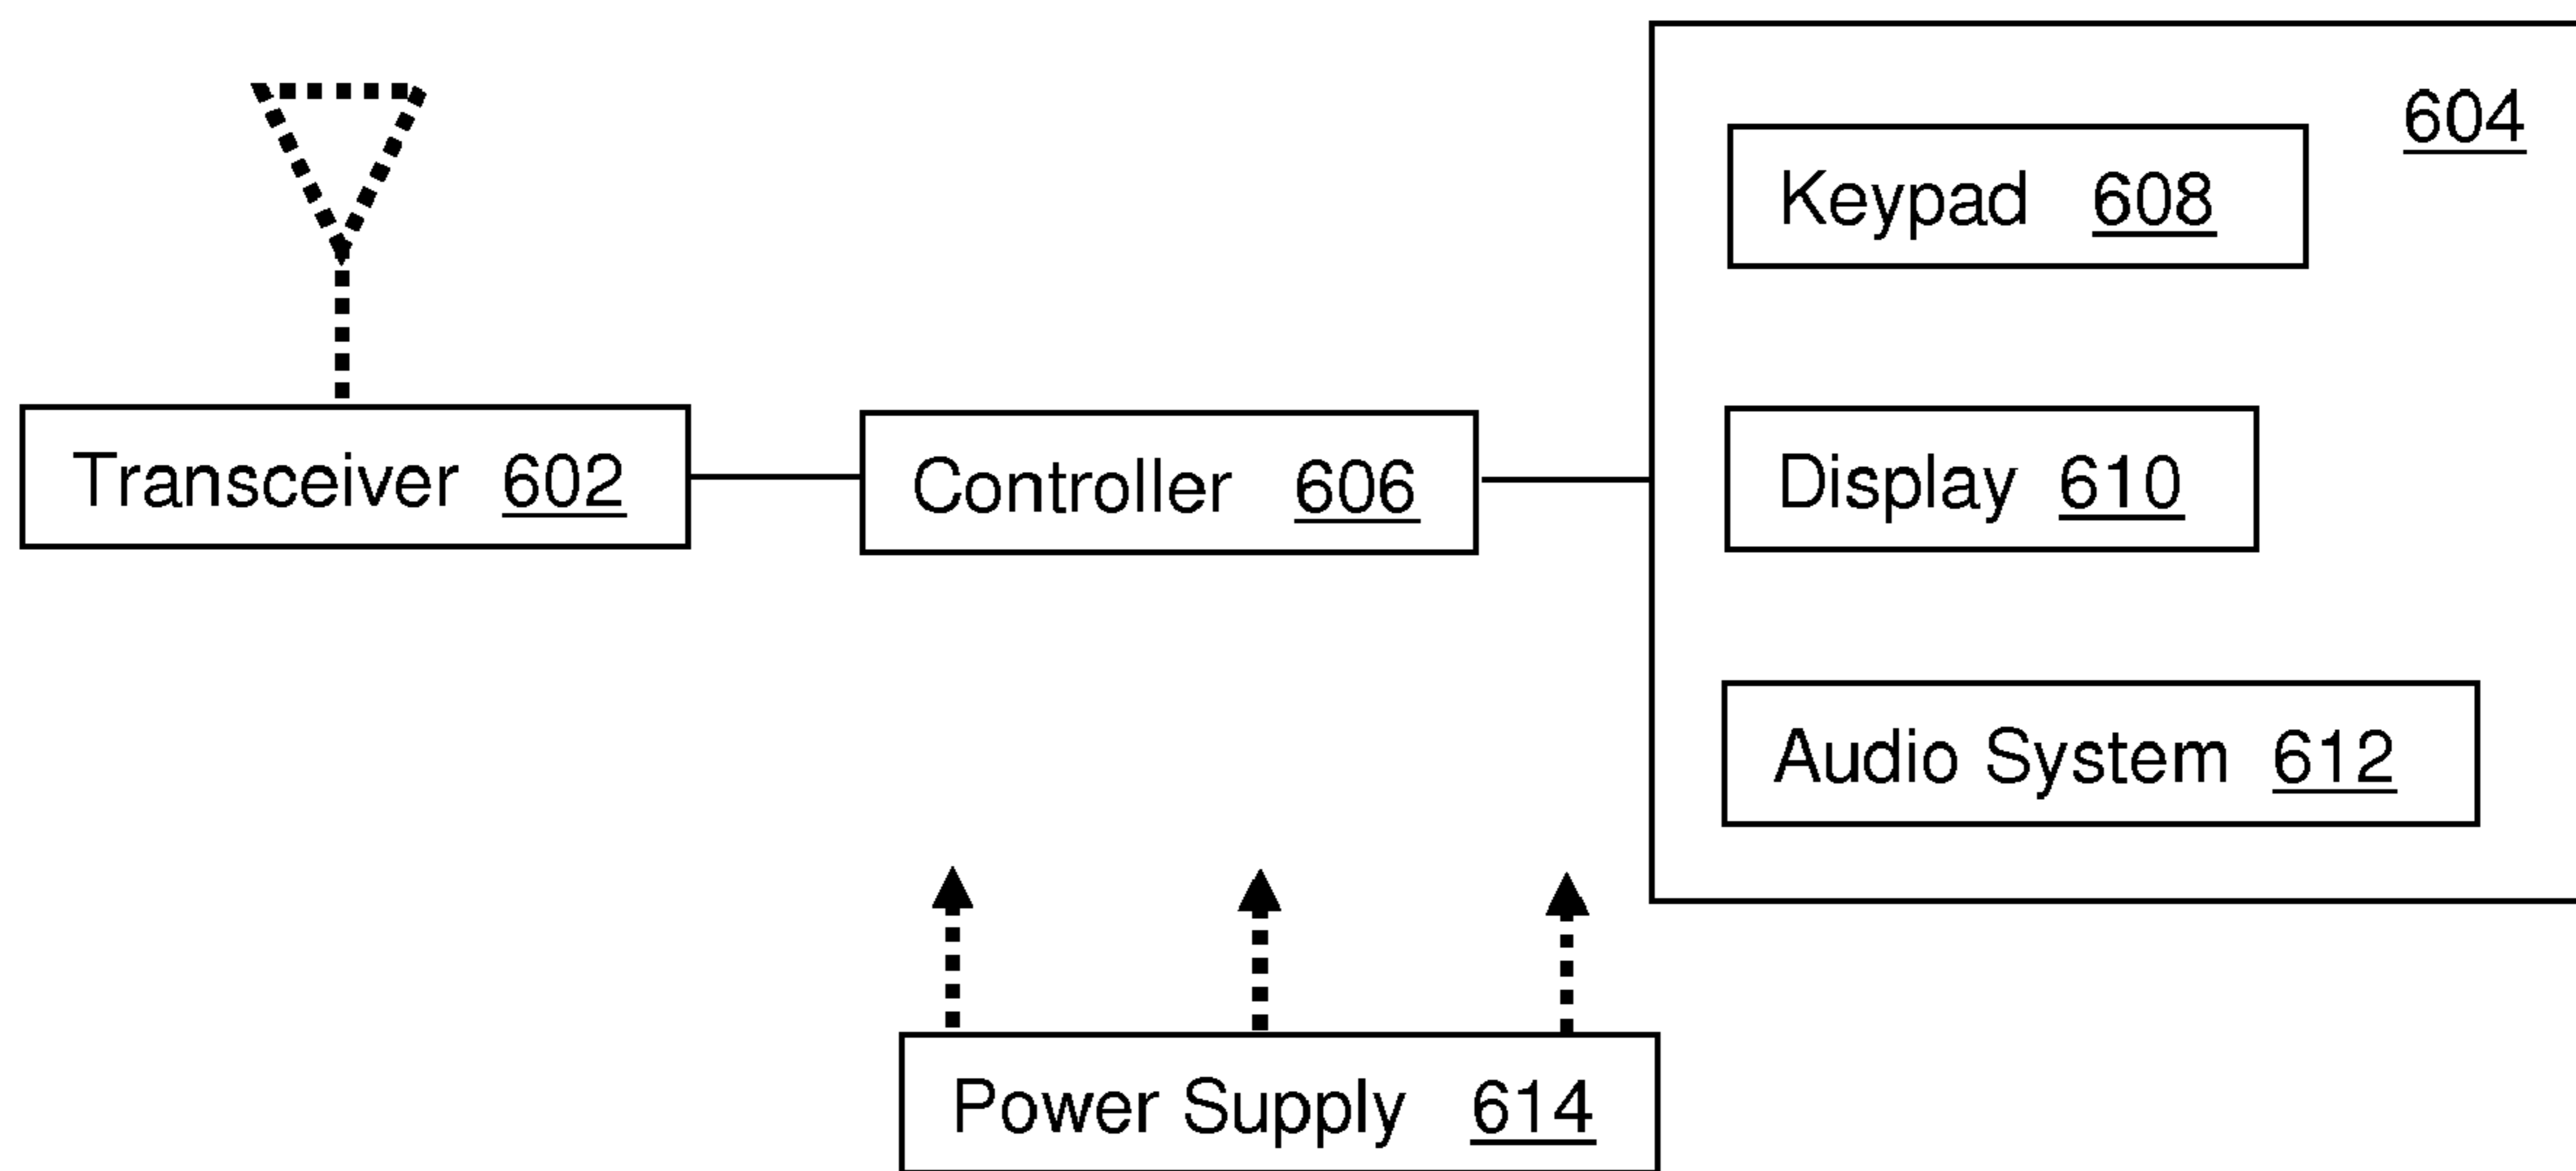 604
Keypad 608
Transceiver 602
Controller 606
Display 610
Audio System 612
Power Supply 614